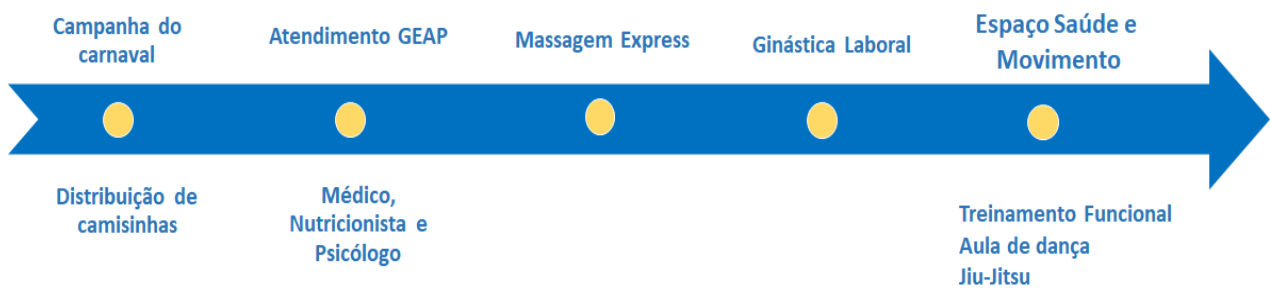 Campanha do
carnaval
Atendimento GEAP
Massagem Express
Ginástica Laboral
Espaço Saúde e
Movimento
Distribuição de
camisinhas
Médico,
Nutricionista e
Psicólogo
Treinamento Funcional
Aula de dança
Jiu-Jitsu